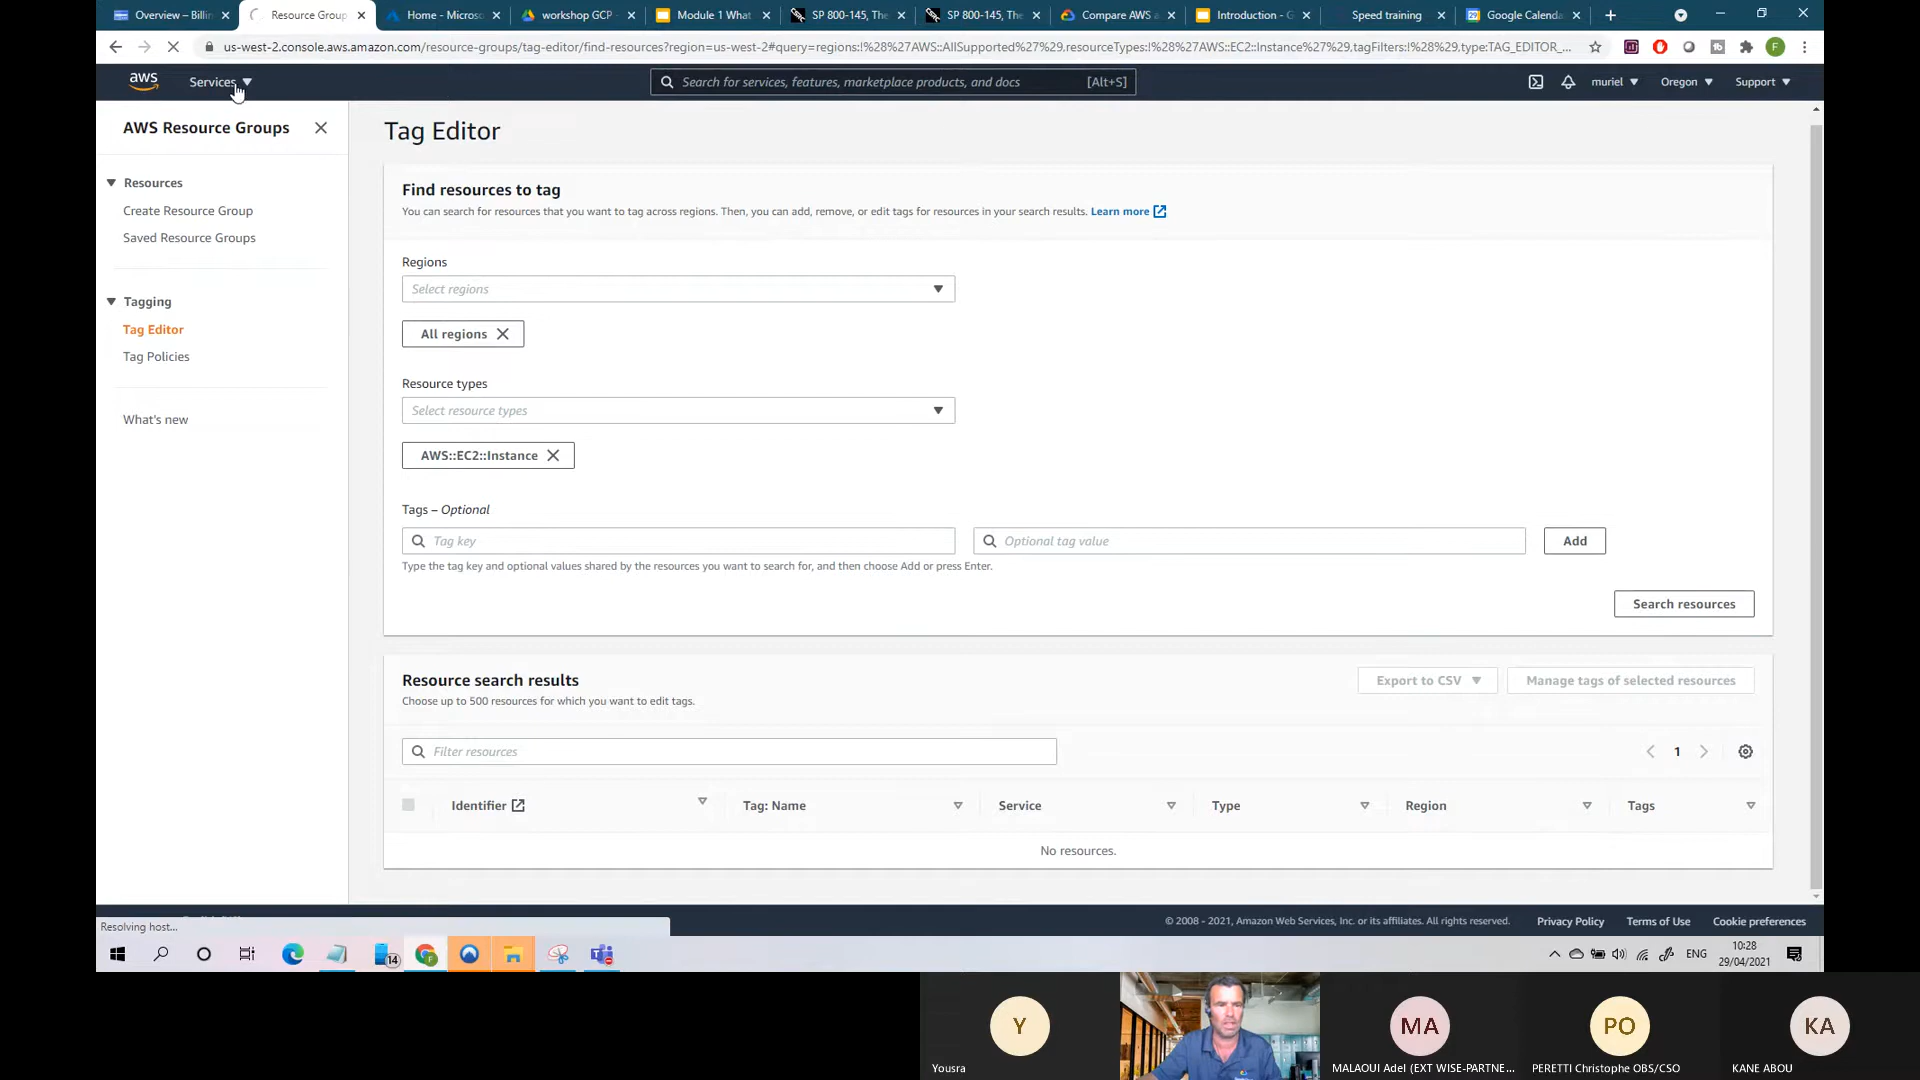 Overview – Billin
Resource Group
Home - Microso
workshop GCP -
Module 1 What
SP 800-145, The
SP 800-145, The
Compare AWS a
Introduction - G
Speed training
Google Calenda
us-west-2.console.aws.amazon.com/resource-groups/tag-editor/find-resources?region=us-west-2#query=regions:!%28%27AWS::AllSupported%27%29,resourceTypes:!%28%27AWS::EC2::Instance%27%29,tagFilters:!%28%29,type:TAG_EDITOR_...
aws
Services
Search for services, features, marketplace products, and docs
[Alt+S]
muriel
Oregon
Support
AWS Resource Groups
Resources
Create Resource Group
Saved Resource Groups
Tagging
Tag Editor
Tag Policies
What's new
Tag Editor
Find resources to tag
You can search for resources that you want to tag across regions. Then, you can add, remove, or edit tags for resources in your search results. Learn more
Regions
Select regions
All regions
Resource types
Select resource types
AWS::EC2::Instance
Tags – Optional
Tag key
Optional tag value
Add
Type the tag key and optional values shared by the resources you want to search for, and then choose Add or press Enter.
Search resources
Resource search results
Choose up to 500 resources for which you want to edit tags.
Export to CSV
Manage tags of selected resources
Filter resources
1
Identifier
Tag: Name
Service
Type
Region
Tags
No resources.
Resolving host...
© 2008 - 2021, Amazon Web Services, Inc. or its affiliates. All rights reserved.
Privacy Policy
Terms of Use
Cookie preferences
14
ENG
10:28
29/04/2021
Y
Yousra
MA
MALAOUI Adel (EXT WISE-PARTNE...
PO
PERETTI Christophe OBS/CSO
KA
KANE ABOU